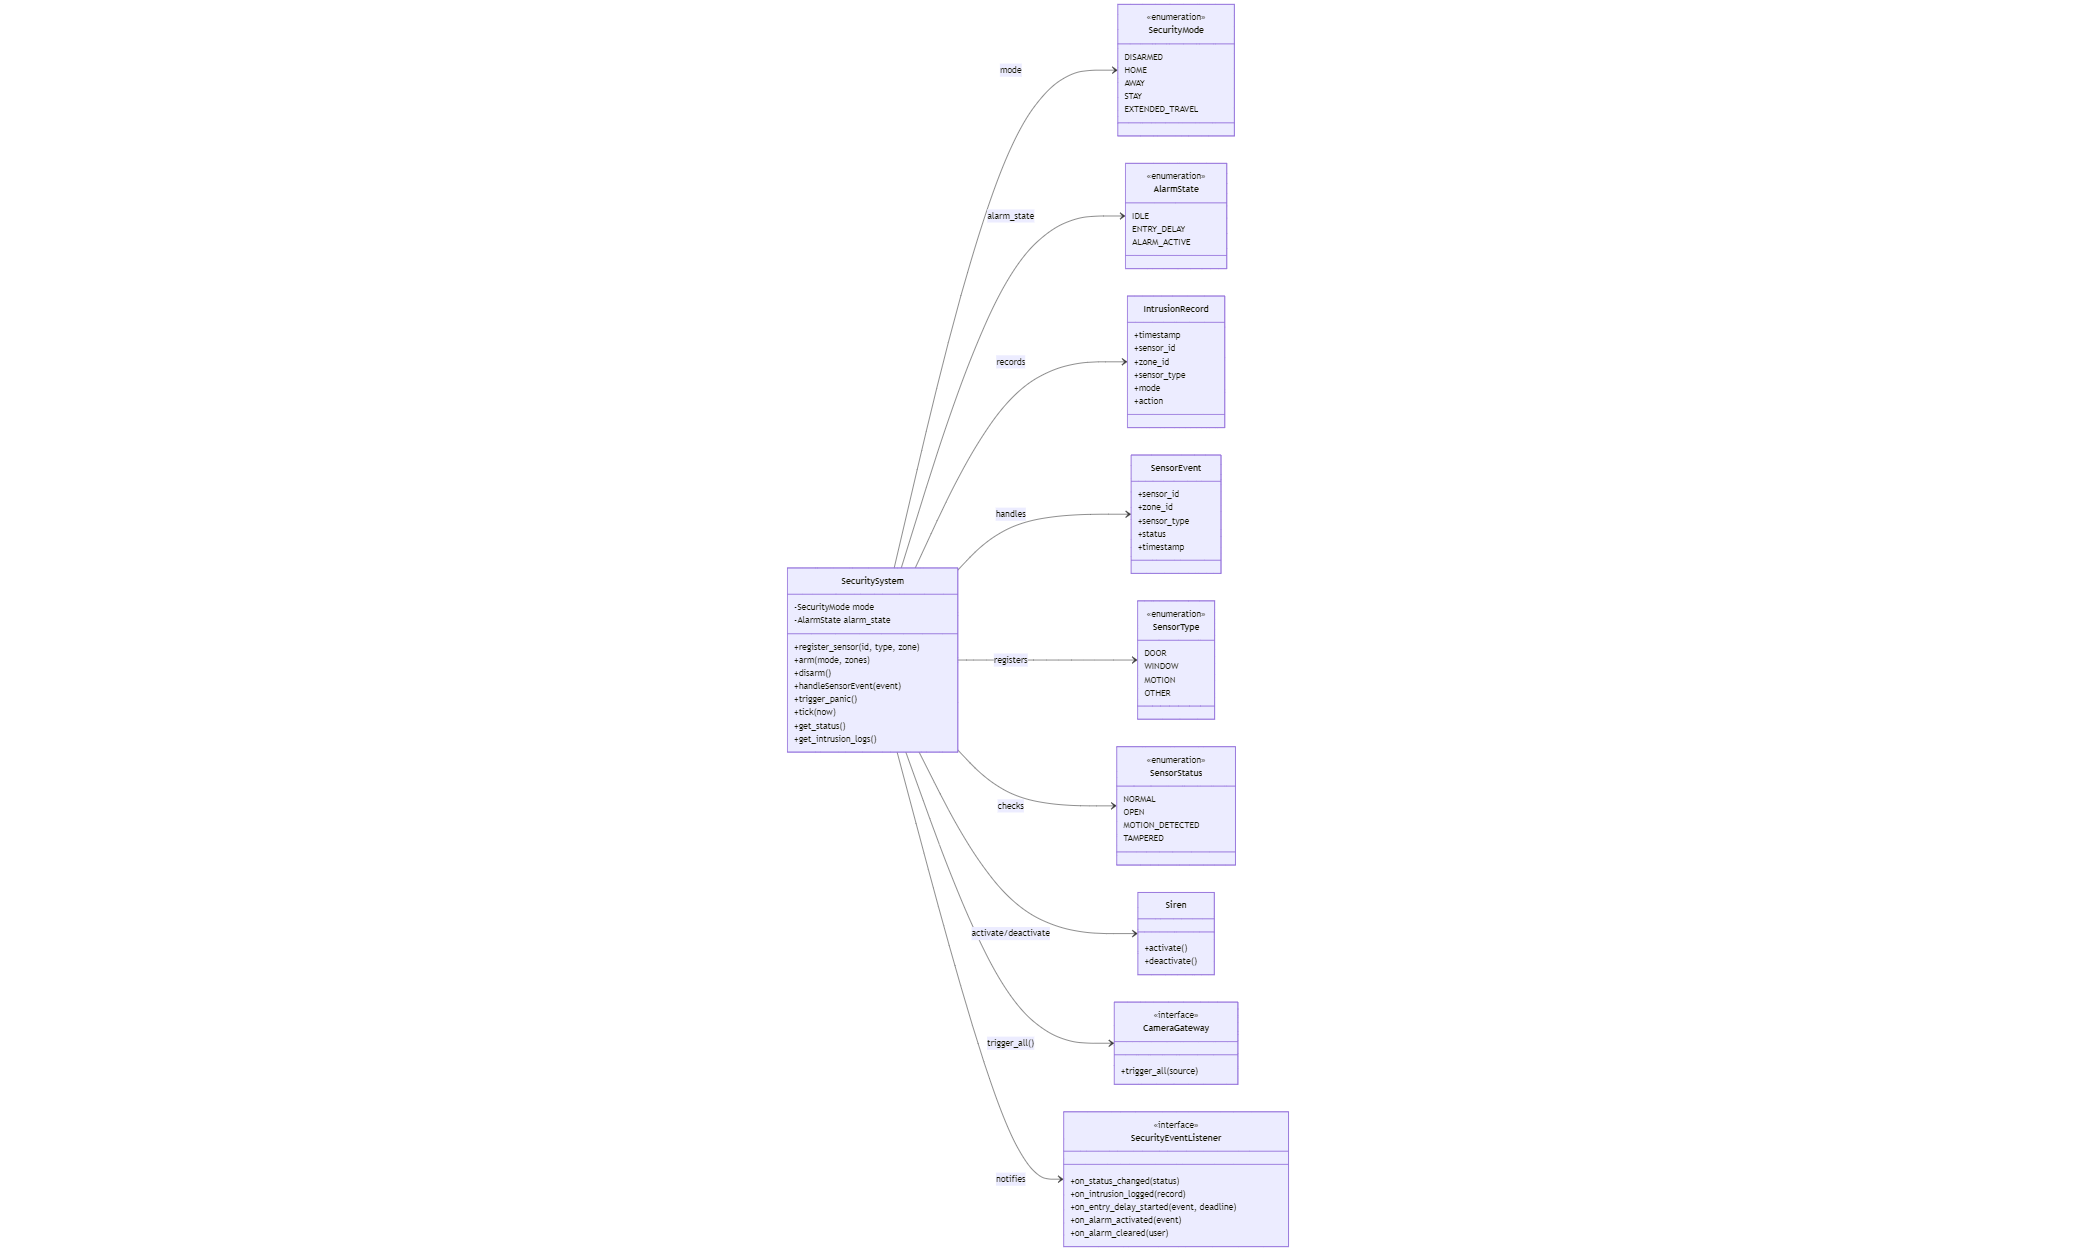 «enumeration»
SecurityMode
DISARMED
HOME
AWAY
STAY
EXTENDED_TRAVEL
mode
«enumeration»
AlarmState
IDLE
ENTRY_DELAY
ALARM_ACTIVE
alarm_state
IntrusionRecord
+timestamp
+sensor_id
+zone_id
+sensor_type
+mode
+action
records
SensorEvent
+sensor_id
+zone_id
+sensor_type
+status
+timestamp
handles
SecuritySystem
-SecurityMode mode
-AlarmState alarm_state
+register_sensor(id, type, zone)
+arm(mode, zones)
+disarm()
+handleSensorEvent(event)
+trigger_panic()
+tick(now)
+get_status()
+get_intrusion_logs()
registers
«enumeration»
SensorType
DOOR
WINDOW
MOTION
OTHER
checks
«enumeration»
SensorStatus
NORMAL
OPEN
MOTION_DETECTED
TAMPERED
activate/deactivate
Siren
+activate()
+deactivate()
trigger_all()
«interface»
CameraGateway
+trigger_all(source)
notifies
«interface»
SecurityEventListener
+on_status_changed(status)
+on_intrusion_logged(record)
+on_entry_delay_started(event, deadline)
+on_alarm_activated(event)
+on_alarm_cleared(user)